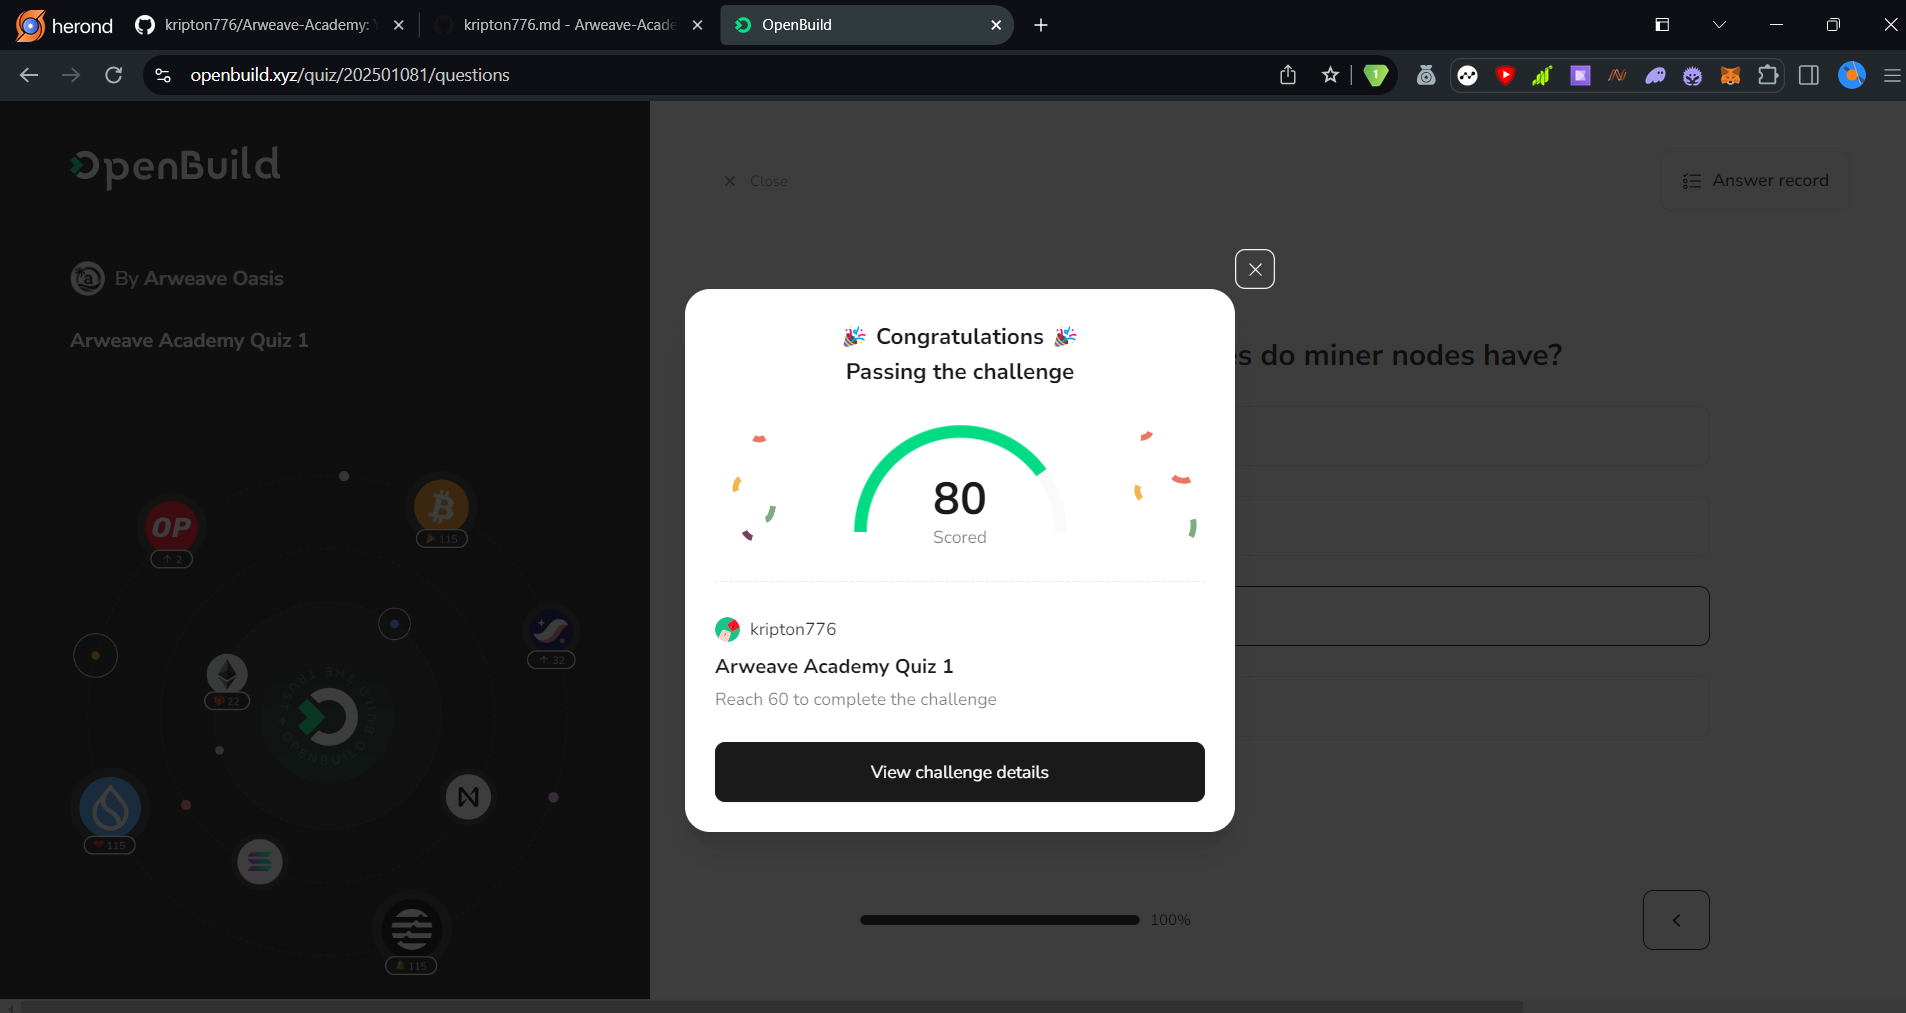 herond
kripton776/Arweave-Academy:
kripton776.md - Arweave-Acade
OpenBuild
openbuild.xyz/quiz/202501081/questions
1
OpenBuild
Close
Answer record
By Arweave Oasis
Arweave Academy Quiz 1
es do miner nodes have?
🎉 Congratulations 🎉
Passing the challenge
80
Scored
kripton776
Arweave Academy Quiz 1
Reach 60 to complete the challenge
View challenge details
OP
2
115
32
22
115
115
100%